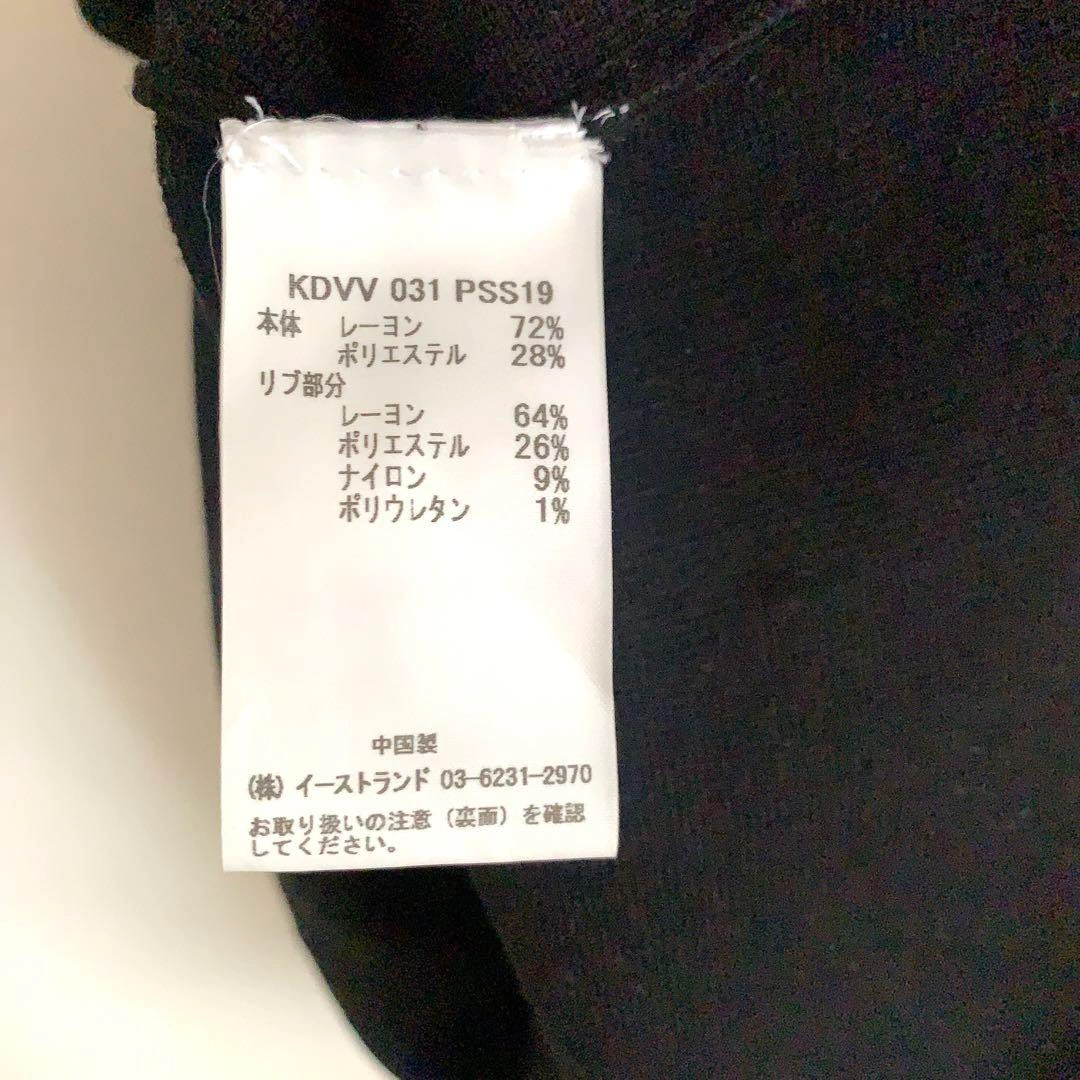 KDVV 031 PSS19
本体 レーヨン 72%
ポリエステル 28%
リブ部分
レーヨン 64%
ポリエステル 26%
ナイロン 9%
ポリウレタン 1%
中国製
(株) イーストランド 03-6231-2970
お取り扱いの注意（裏面）を確認
してください。